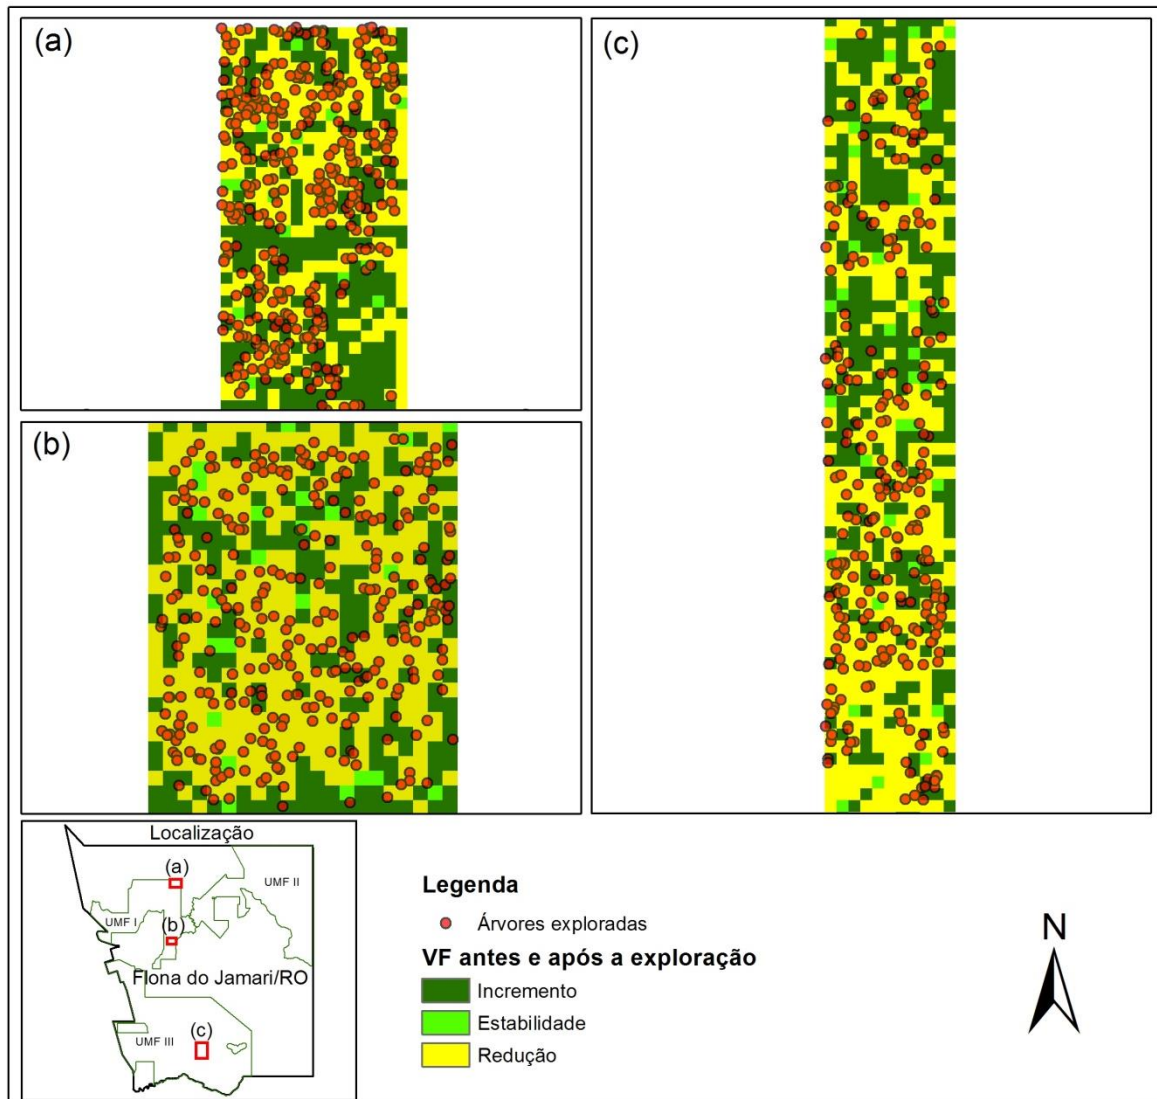 (a)
(c)
(b)
Localização
(a)
UMF II
UMF I
(b)
Flona do Jamari/RO
UMF III
(c)
Legenda
Árvores exploradas
VF antes e após a exploração
Incremento
Estabilidade
Redução
N